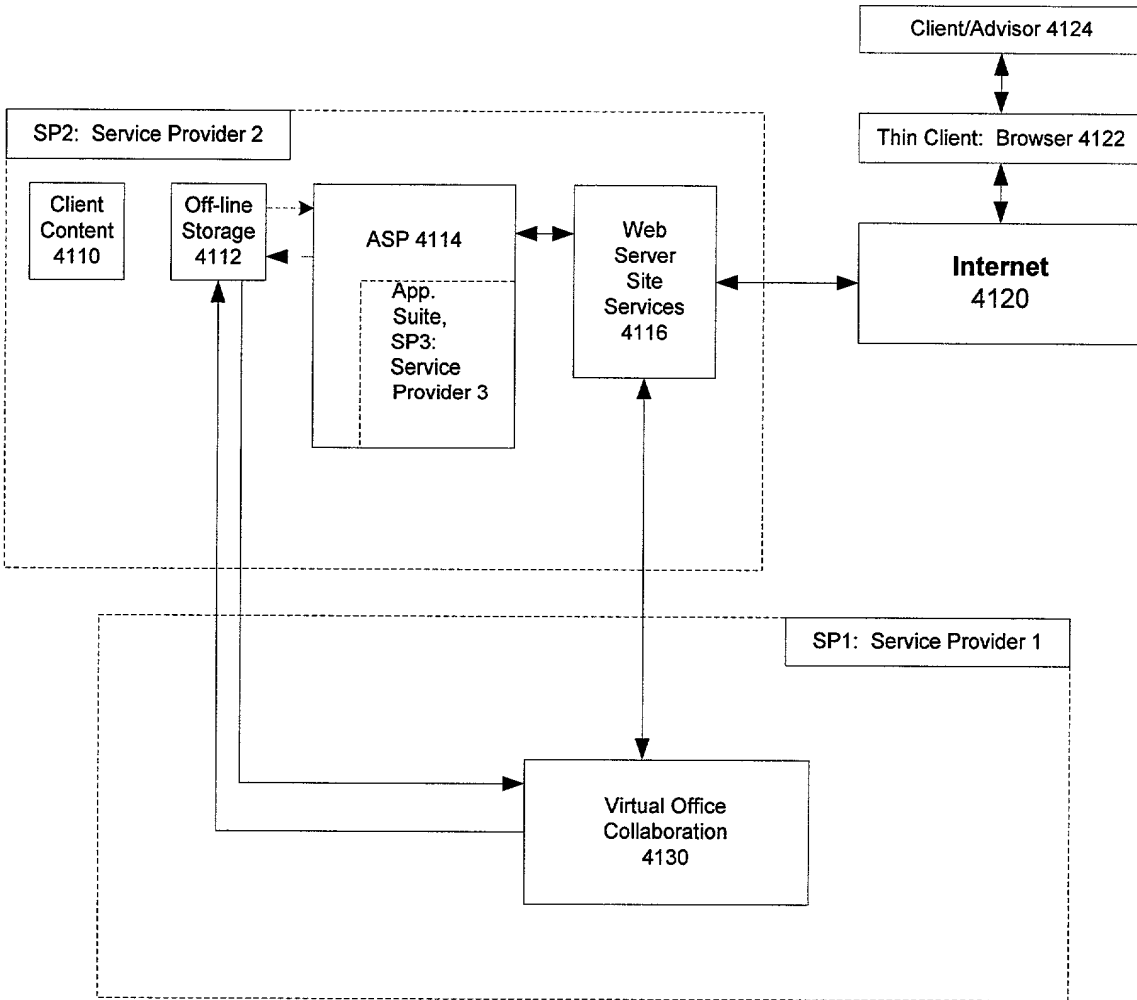 Client/Advisor 4124
SP2: Service Provider 2
Thin Client: Browser 4122
Client
Content
4110
Off-line
Storage
4112
ASP 4114
App.
Suite,
SP3:
Service
Provider 3
Web
Server
Site
Services
4116
Internet
4120
SP1: Service Provider 1
Virtual Office
Collaboration
4130